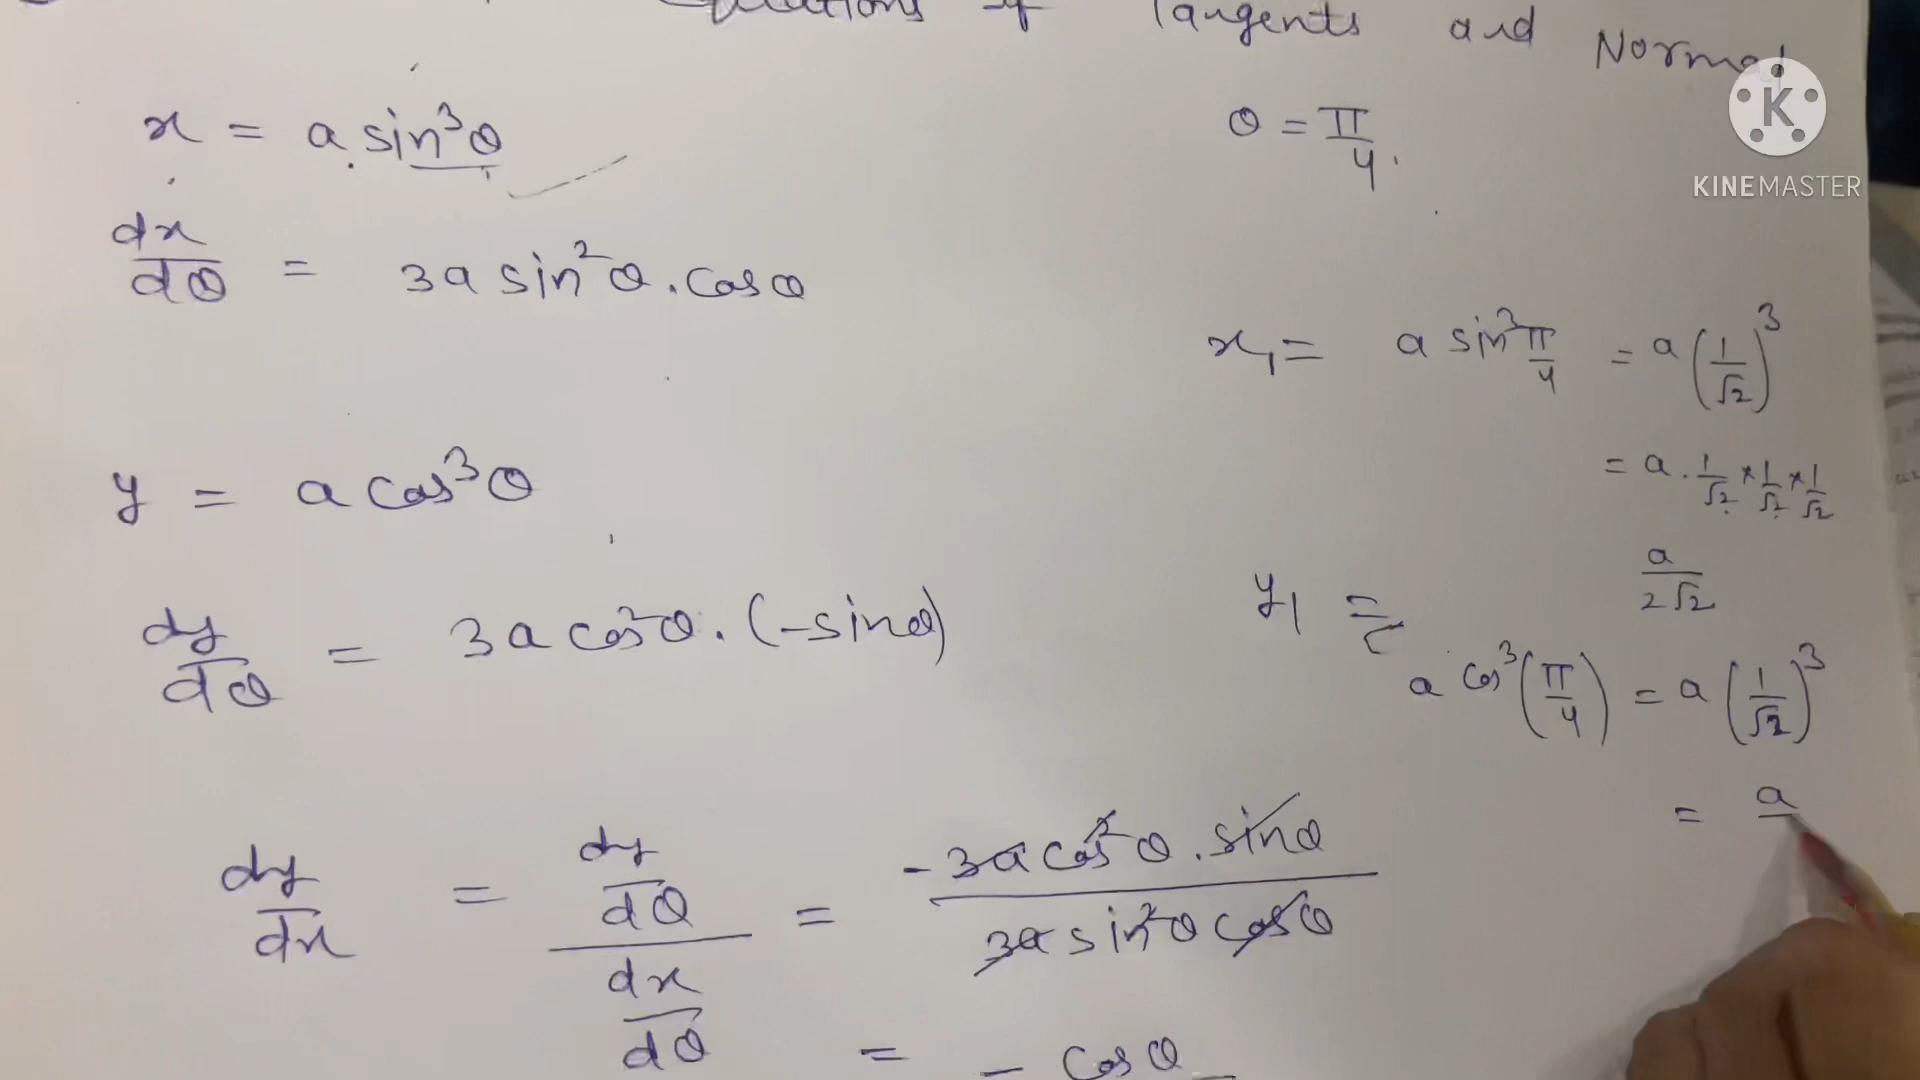 Equations of Tangents and Normal
K
KINEMASTER
x = a sin³θ
dx/dθ = 3a sin²θ . cosθ
y = a cos³θ
dy/dθ = 3a cos²θ . (-sinθ)
dy/dx = (dy/dθ)/(dx/dθ) = (-3a cos²θ . sinθ)/(3a sin²θ cosθ)
= - cosθ
θ = π/4
x₁ = a sin³ π/4 = a (1/√2)³
= a . 1/√2 × 1/√2 × 1/√2
a/2√2
y₁ =
a cos³ (π/4) = a (1/√2)³
= a